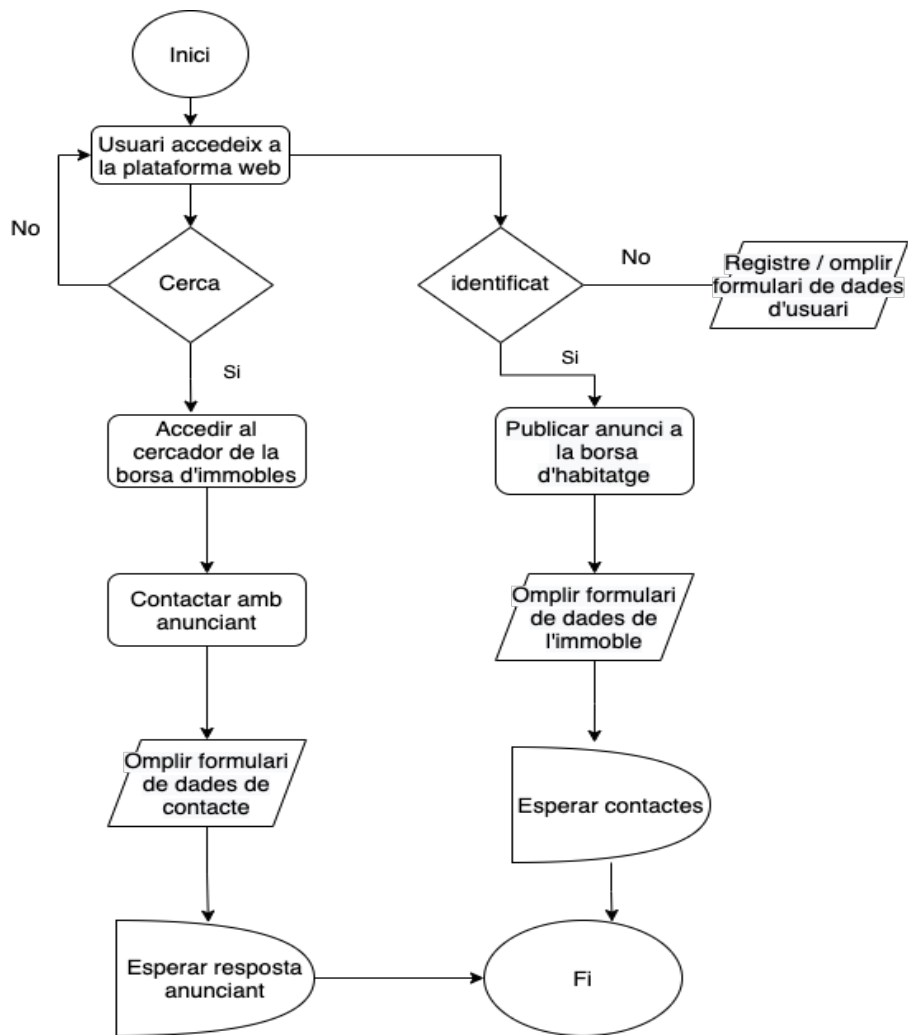 Inici
Usuari accedeix a
la plataforma web
No
Cerca
identificat
No
Registre / omplir
formulari de dades
d'usuari
Si
Si
Accedir al
cercador de la
borsa d'immobles
Publicar anunci a
la borsa
d'habitatge
Contactar amb
anunciant
Omplir formulari
de dades de
l'immoble
Omplir formulari
de dades de
contacte
Esperar contactes
Esperar resposta
anunciant
Fi